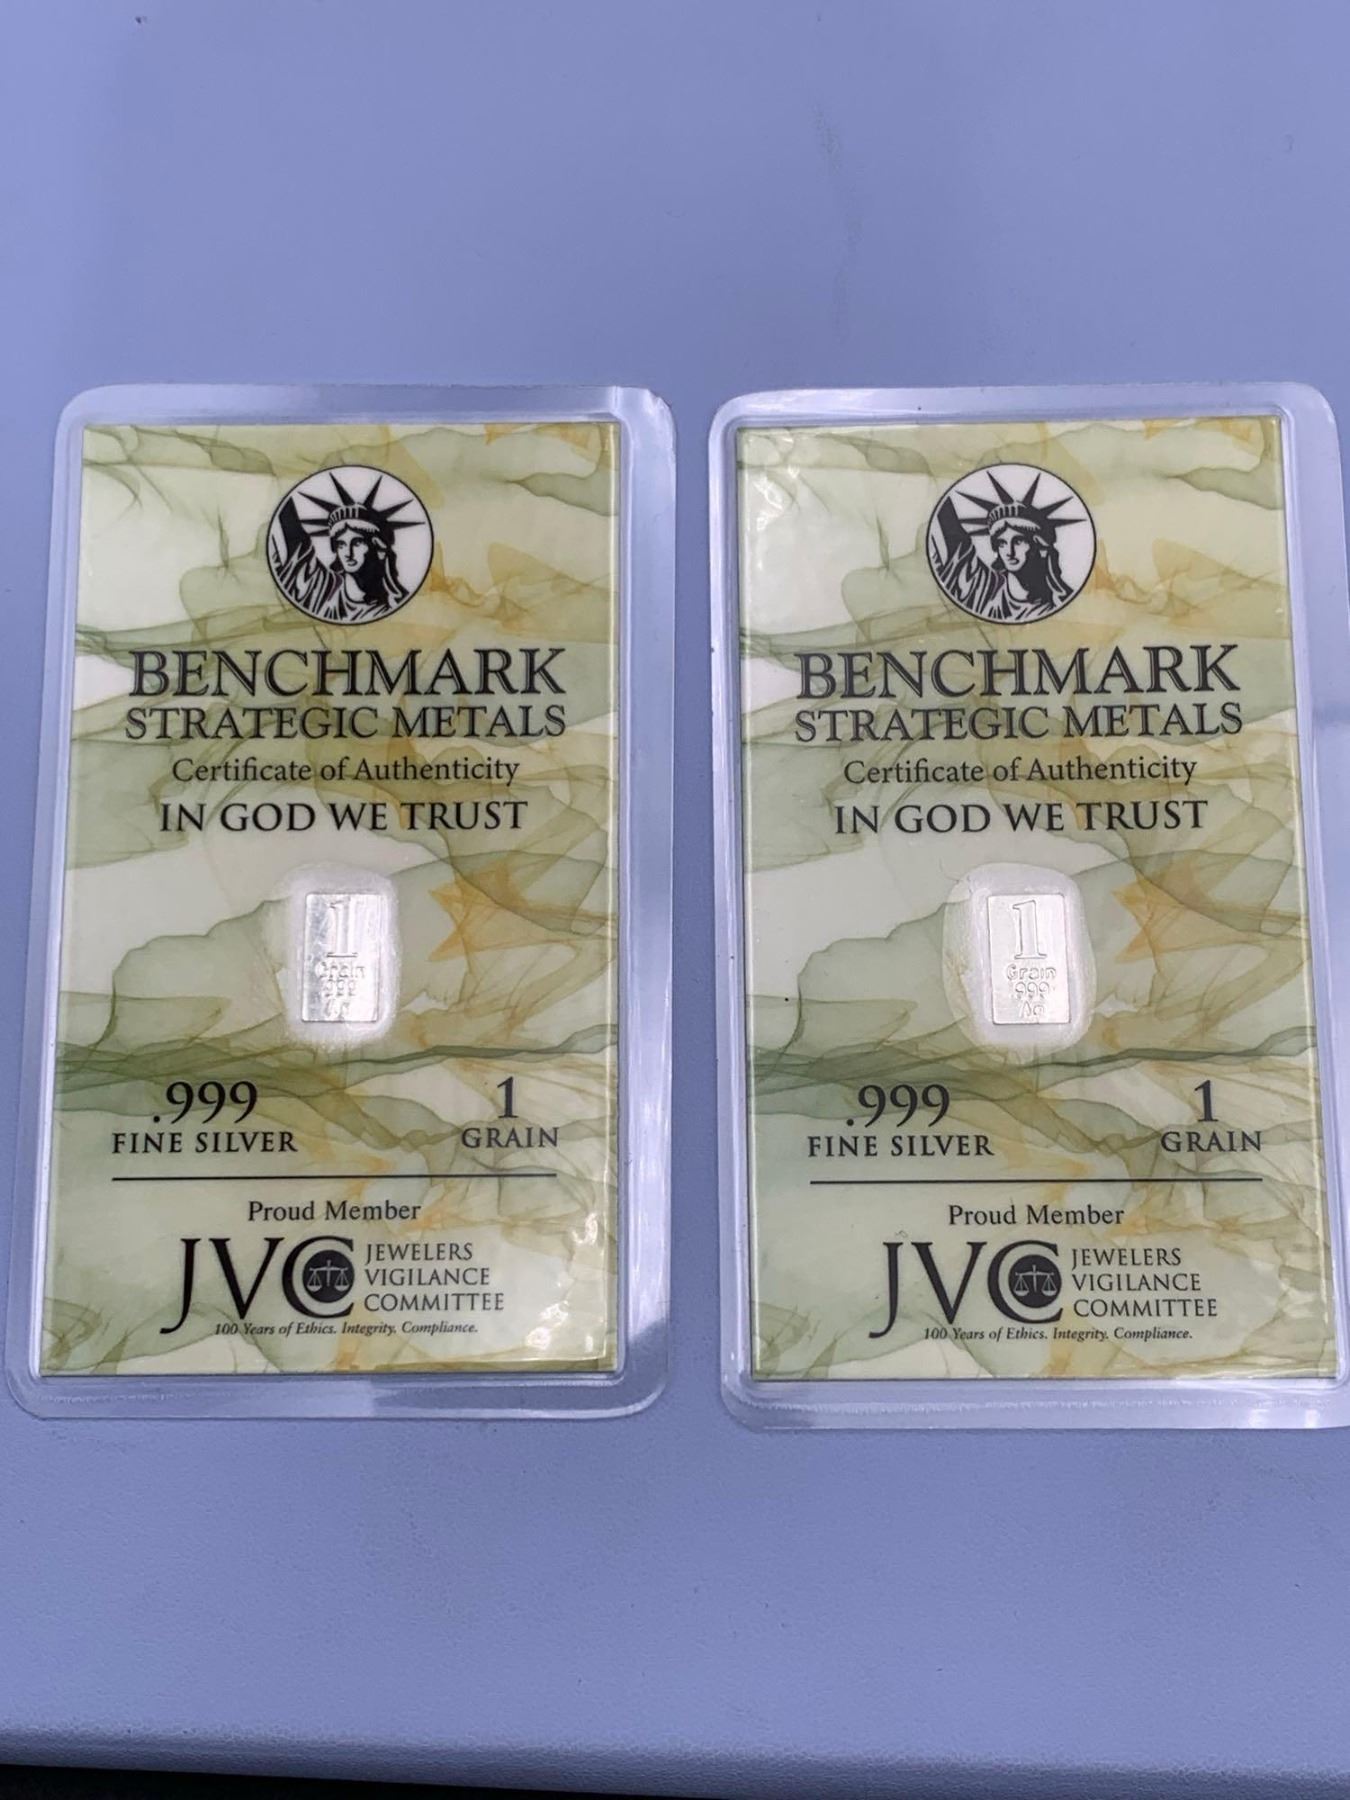 BENCHMARK
STRATEGIC METALS
Certificate of Authenticity
IN GOD WE TRUST
1
Grain
999
Ag
.999
FINE SILVER
1
GRAIN
Proud Member
JVC
JEWELERS
VIGILANCE
COMMITTEE
100 Years of Ethics. Integrity. Compliance.
BENCHMARK
STRATEGIC METALS
Certificate of Authenticity
IN GOD WE TRUST
1
Grain
.999
Ag
.999
FINE SILVER
1
GRAIN
Proud Member
JVC
JEWELERS
VIGILANCE
COMMITTEE
100 Years of Ethics. Integrity. Compliance.